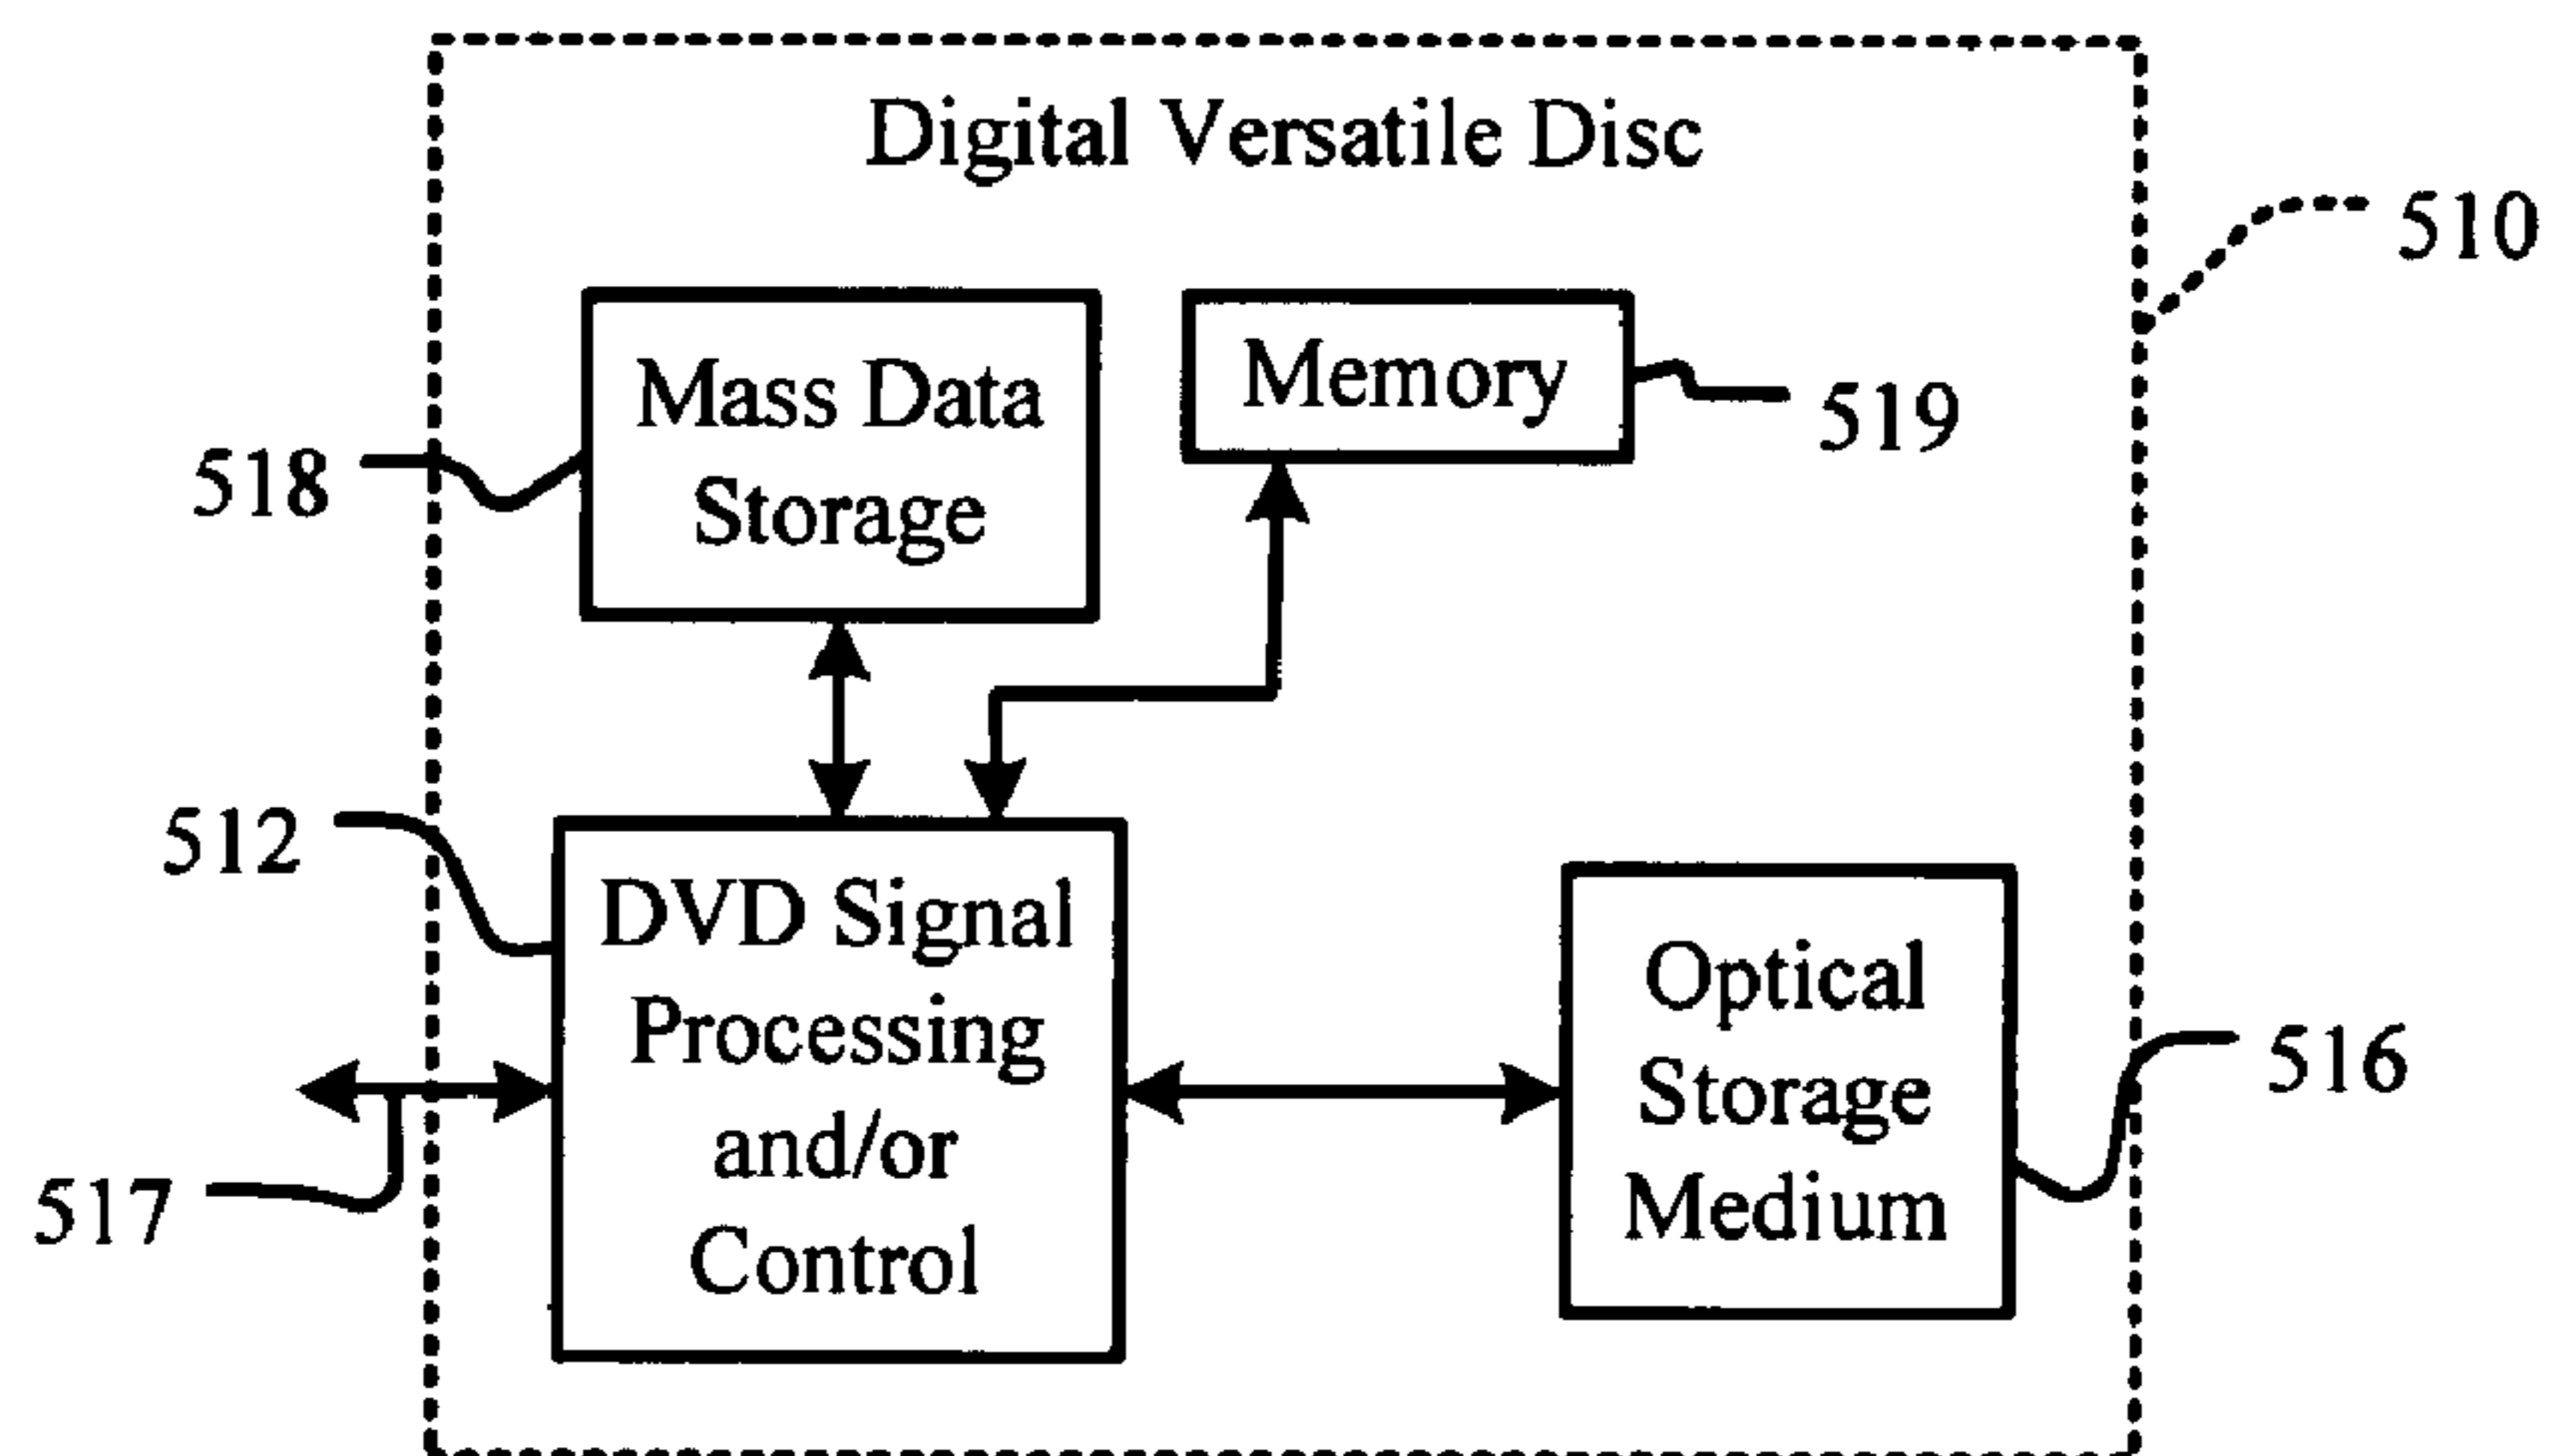 Digital Versatile Disc
510
Mass Data
Storage
518
Memory
519
512
DVD Signal
Processing
and/or
Control
517
Optical
Storage
Medium
516